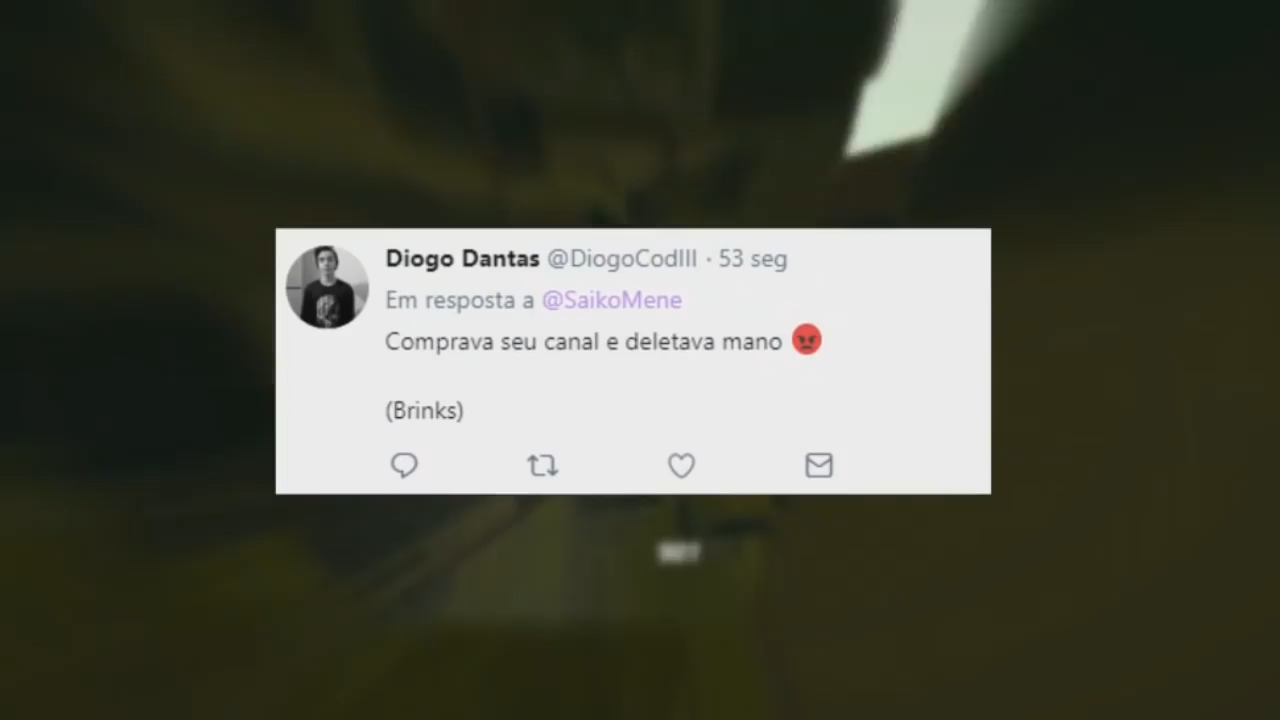 Diogo Dantas @DiogoCodIII · 53 seg
Em resposta a @SaikoMene
Comprava seu canal e deletava mano 😡
(Brinks)